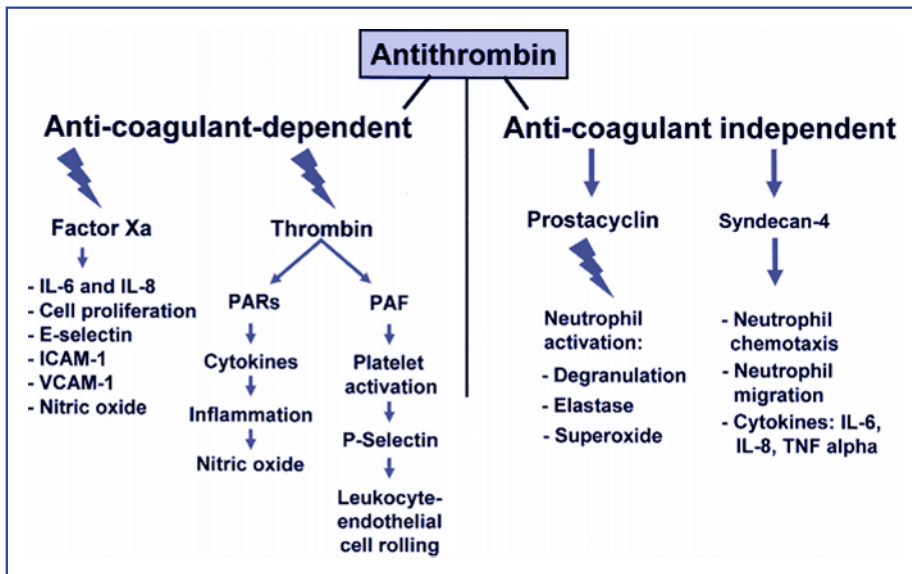 Antithrombin
Anti-coagulant-dependent
Factor Xa
- IL-6 and IL-8
- Cell proliferation
- E-selectin
- ICAM-1
- VCAM-1
- Nitric oxide
Thrombin
PARs
Cytokines
Inflammation
Nitric oxide
PAF
Platelet
activation
P-Selectin
Leukocyte-
endothelial
cell rolling
Anti-coagulant independent
Prostacyclin
Neutrophil
activation:
- Degranulation
- Elastase
- Superoxide
Syndecan-4
- Neutrophil
chemotaxis
- Neutrophil
migration
- Cytokines: IL-6,
IL-8, TNF alpha